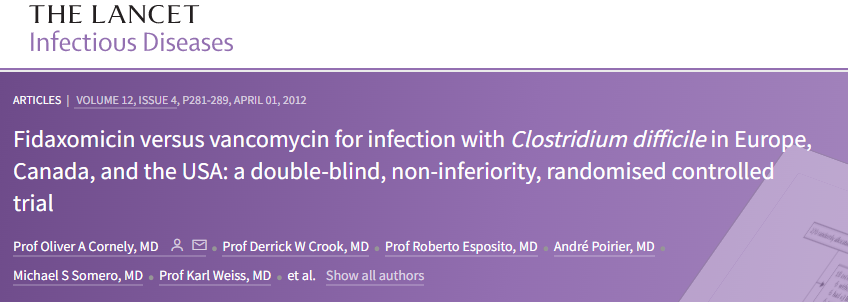 THE LANCET
Infectious Diseases
ARTICLES | VOLUME 12, ISSUE 4, P281-289, APRIL 01, 2012
Fidaxomicin versus vancomycin for infection with Clostridium difficile in Europe,
Canada, and the USA: a double-blind, non-inferiority, randomised controlled
trial
Prof Oliver A Cornely, MD • Prof Derrick W Crook, MD • Prof Roberto Esposito, MD • André Poirier, MD •
Michael S Somero, MD • Prof Karl Weiss, MD • et al. Show all authors